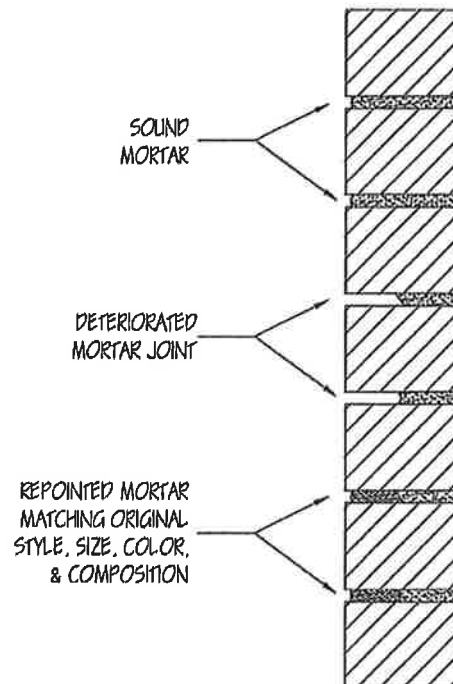 SOUND
MORTAR
DETERIORATED
MORTAR JOINT
REPOINTED MORTAR
MATCHING ORIGINAL
STYLE, SIZE, COLOR,
& COMPOSITION